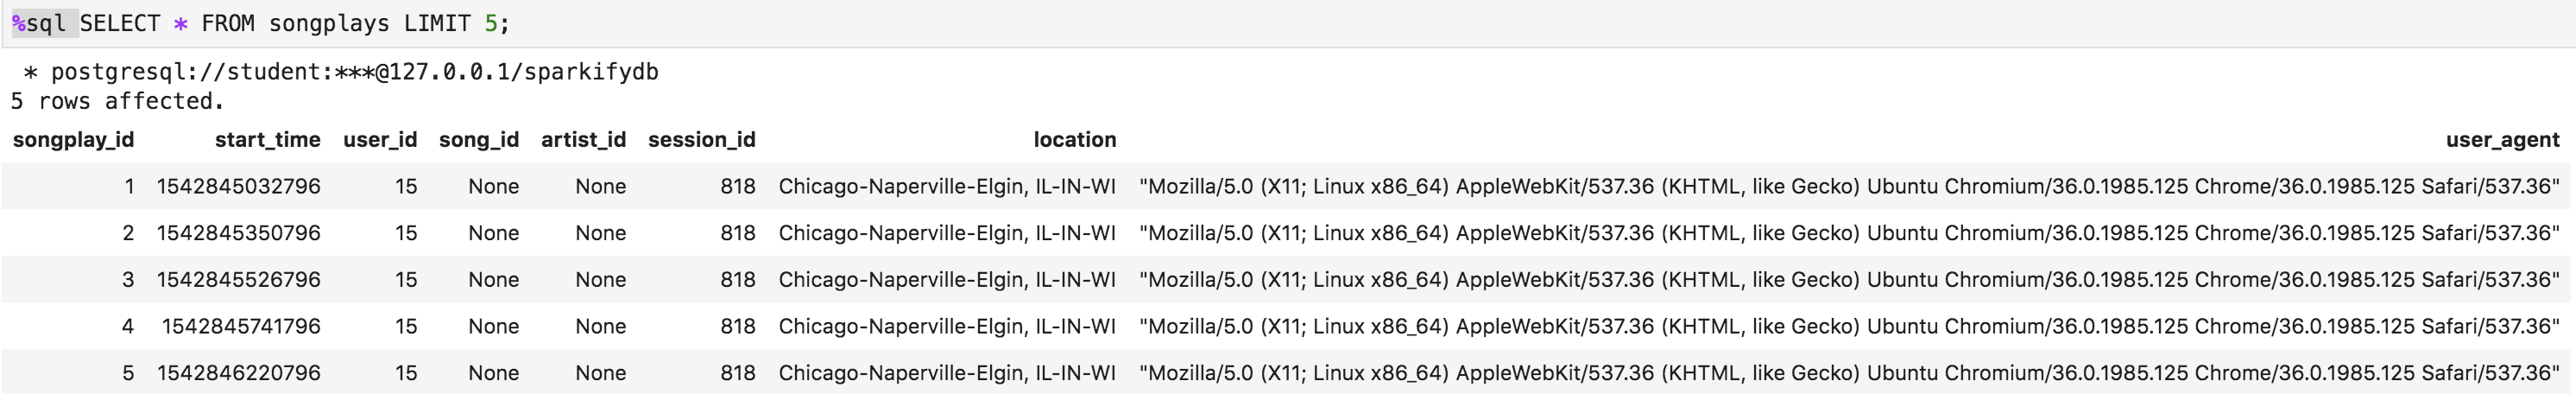 %sql SELECT * FROM songplays LIMIT 5;
* postgresql://student:***@127.0.0.1/sparkifydb
5 rows affected.
songplay_id start_time user_id song_id artist_id session_id location user_agent
1 1542845032796 15 None None 818 Chicago-Naperville-Elgin, IL-IN-WI "Mozilla/5.0 (X11; Linux x86_64) AppleWebKit/537.36 (KHTML, like Gecko) Ubuntu Chromium/36.0.1985.125 Chrome/36.0.1985.125 Safari/537.36"
2 1542845350796 15 None None 818 Chicago-Naperville-Elgin, IL-IN-WI "Mozilla/5.0 (X11; Linux x86_64) AppleWebKit/537.36 (KHTML, like Gecko) Ubuntu Chromium/36.0.1985.125 Chrome/36.0.1985.125 Safari/537.36"
3 1542845526796 15 None None 818 Chicago-Naperville-Elgin, IL-IN-WI "Mozilla/5.0 (X11; Linux x86_64) AppleWebKit/537.36 (KHTML, like Gecko) Ubuntu Chromium/36.0.1985.125 Chrome/36.0.1985.125 Safari/537.36"
4 1542845741796 15 None None 818 Chicago-Naperville-Elgin, IL-IN-WI "Mozilla/5.0 (X11; Linux x86_64) AppleWebKit/537.36 (KHTML, like Gecko) Ubuntu Chromium/36.0.1985.125 Chrome/36.0.1985.125 Safari/537.36"
5 1542846220796 15 None None 818 Chicago-Naperville-Elgin, IL-IN-WI "Mozilla/5.0 (X11; Linux x86_64) AppleWebKit/537.36 (KHTML, like Gecko) Ubuntu Chromium/36.0.1985.125 Chrome/36.0.1985.125 Safari/537.36"